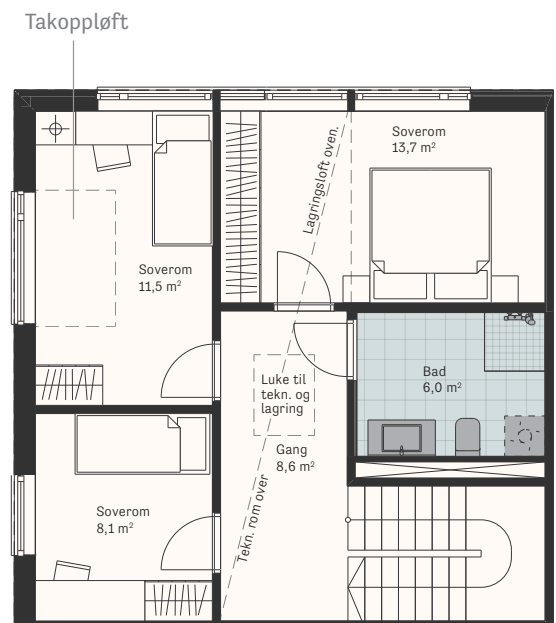 Takoppløft
Soverom
13,7 m²
Lagringsloft oven.
Soverom
11,5 m²
Bad
6,0 m²
Luke til
tekn. og
lagring
Gang
8,6 m²
Soverom
8,1 m²
Tekn. rom over